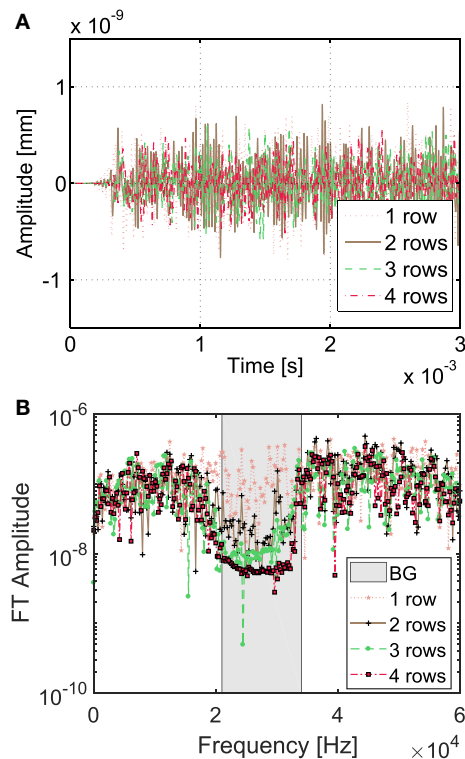 A
x 10^-9
1
0
-1
Amplitude [mm]
1 row
2 rows
3 rows
4 rows
0
1
2
3
Time [s]
x 10^-3
B
10^-6
10^-8
10^-10
FT Amplitude
BG
1 row
2 rows
3 rows
4 rows
0
2
4
6
Frequency [Hz]
×10^4